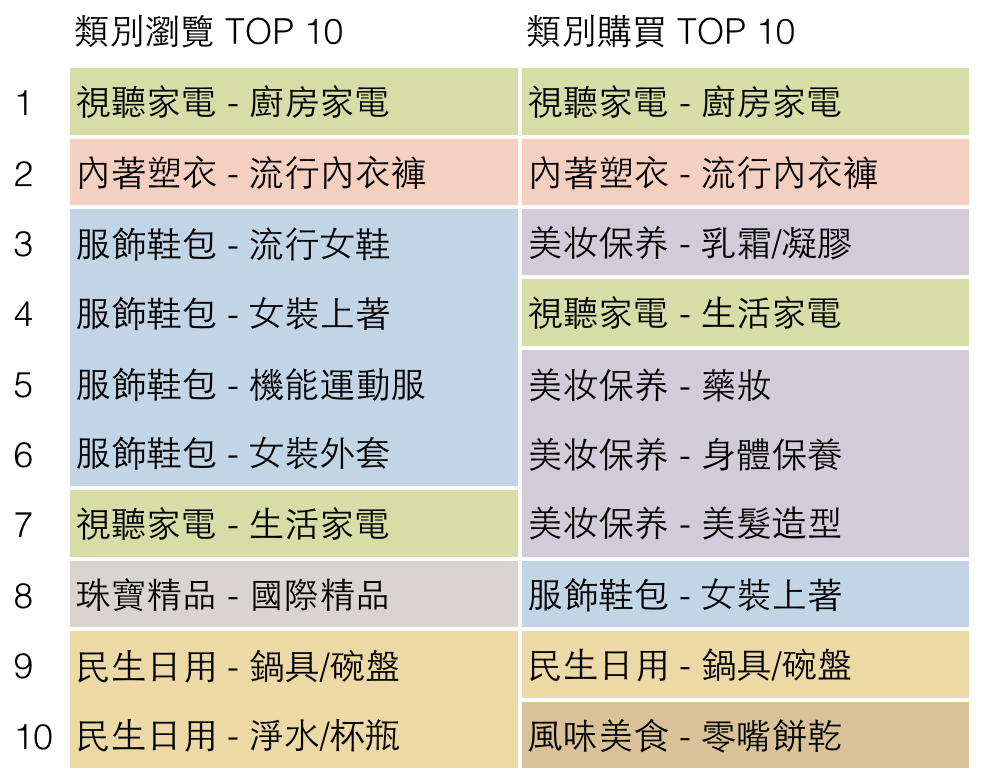 類別瀏覽 TOP 10 類別購買 TOP 10
1 視聽家電 - 廚房家電 視聽家電 - 廚房家電
2 內著塑衣 - 流行內衣褲 內著塑衣 - 流行內衣褲
3 服飾鞋包 - 流行女鞋 美妆保养 - 乳霜/凝膠
4 服飾鞋包 - 女裝上著 視聽家電 - 生活家電
5 服飾鞋包 - 機能運動服 美妆保养 - 藥妝
6 服飾鞋包 - 女裝外套 美妆保养 - 身體保養
7 視聽家電 - 生活家電 美妆保养 - 美髮造型
8 珠寶精品 - 國際精品 服飾鞋包 - 女裝上著
9 民生日用 - 鍋具/碗盤 民生日用 - 鍋具/碗盤
10 民生日用 - 淨水/杯瓶 風味美食 - 零嘴餅乾